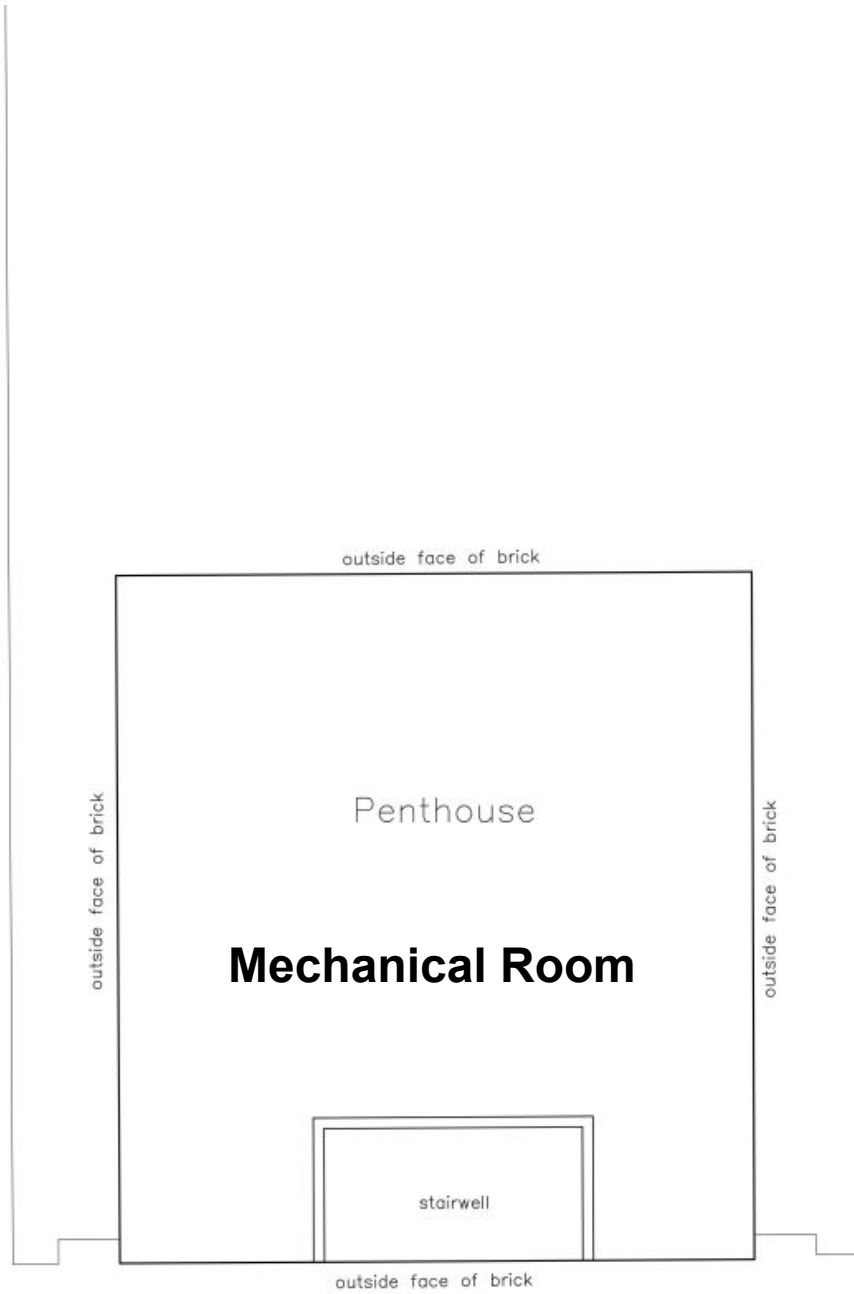 outside face of brick
Penthouse
outside face of brick
outside face of brick
Mechanical Room
stairwell
outside face of brick